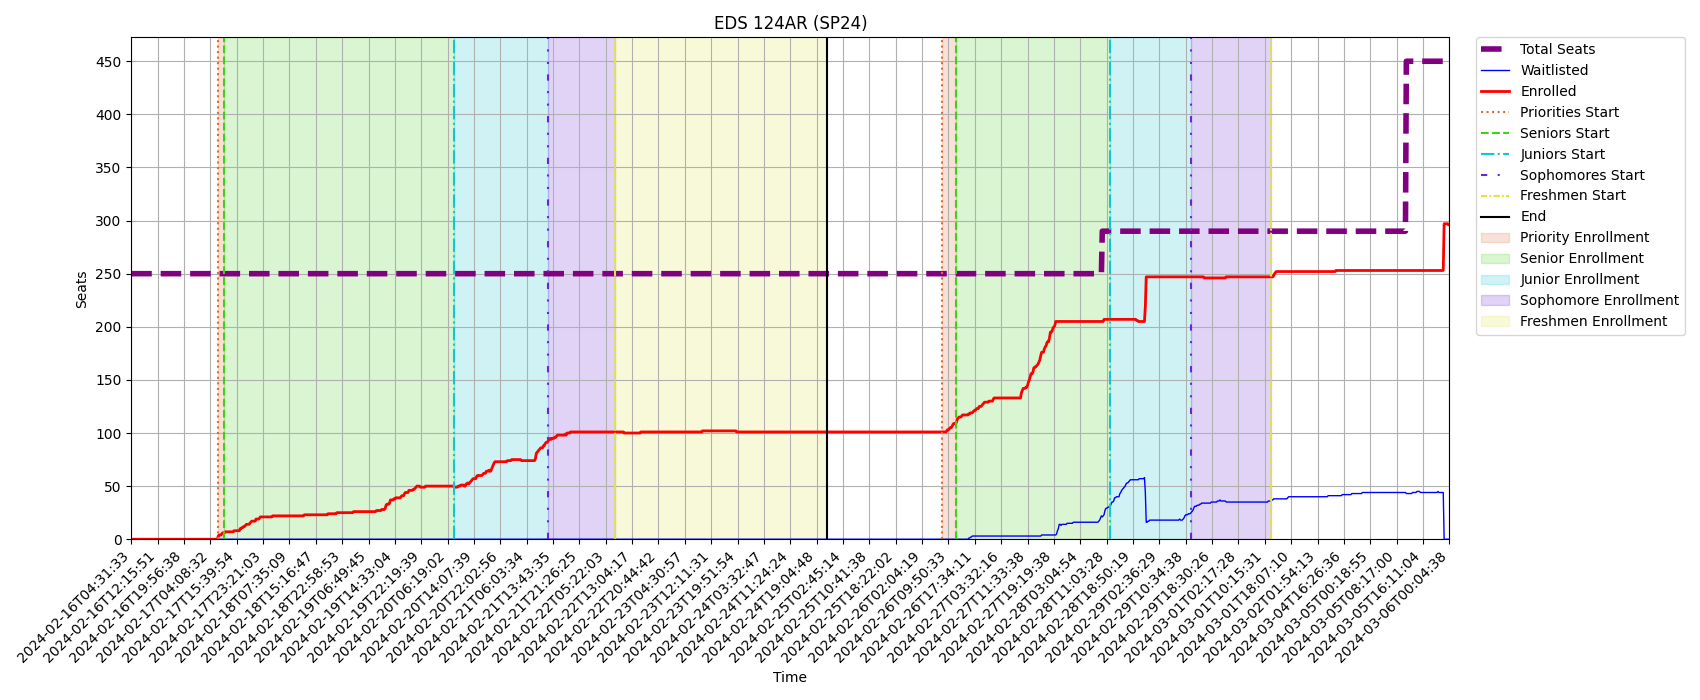 EDS 124AR (SP24)
Seats
450
400
350
300
250
200
150
100
50
0
2024-02-16T04:31:33
2024-02-16T12:15:51
2024-02-16T19:56:38
2024-02-17T04:08:32
2024-02-17T15:39:54
2024-02-17T23:21:03
2024-02-18T07:35:09
2024-02-18T15:16:47
2024-02-18T22:58:53
2024-02-19T06:49:45
2024-02-19T14:33:04
2024-02-19T22:19:39
2024-02-20T06:19:02
2024-02-20T14:07:39
2024-02-20T22:02:56
2024-02-21T06:03:34
2024-02-21T13:43:35
2024-02-21T21:26:25
2024-02-22T05:22:03
2024-02-22T13:04:17
2024-02-22T20:44:42
2024-02-23T04:30:57
2024-02-23T12:11:31
2024-02-23T19:51:54
2024-02-24T03:32:47
2024-02-24T11:24:24
2024-02-24T19:04:48
2024-02-25T02:45:14
2024-02-25T10:41:38
2024-02-25T18:22:02
2024-02-26T02:04:19
2024-02-26T09:50:33
2024-02-26T17:34:11
2024-02-27T03:32:16
2024-02-27T11:33:38
2024-02-27T19:19:38
2024-02-28T03:04:54
2024-02-28T11:03:28
2024-02-28T18:50:19
2024-02-29T02:36:29
2024-02-29T10:34:38
2024-02-29T18:30:26
2024-03-01T02:17:28
2024-03-01T10:15:31
2024-03-01T18:07:10
2024-03-02T01:54:13
2024-03-04T16:26:36
2024-03-05T00:18:55
2024-03-05T08:17:00
2024-03-05T16:11:04
2024-03-06T00:04:38
Time
Total Seats
Waitlisted
Enrolled
Priorities Start
Seniors Start
Juniors Start
Sophomores Start
Freshmen Start
End
Priority Enrollment
Senior Enrollment
Junior Enrollment
Sophomore Enrollment
Freshmen Enrollment